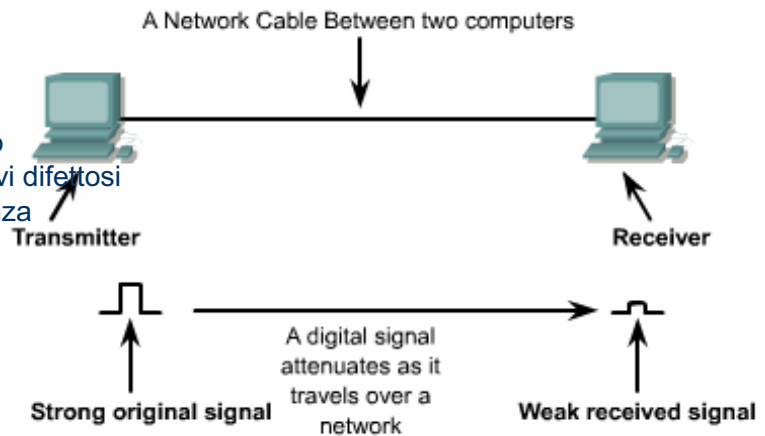 A Network Cable Between two computers
o
vi difettosi
nza
Transmitter
Receiver
A digital signal
attenuates as it
travels over a
network
Strong original signal
Weak received signal